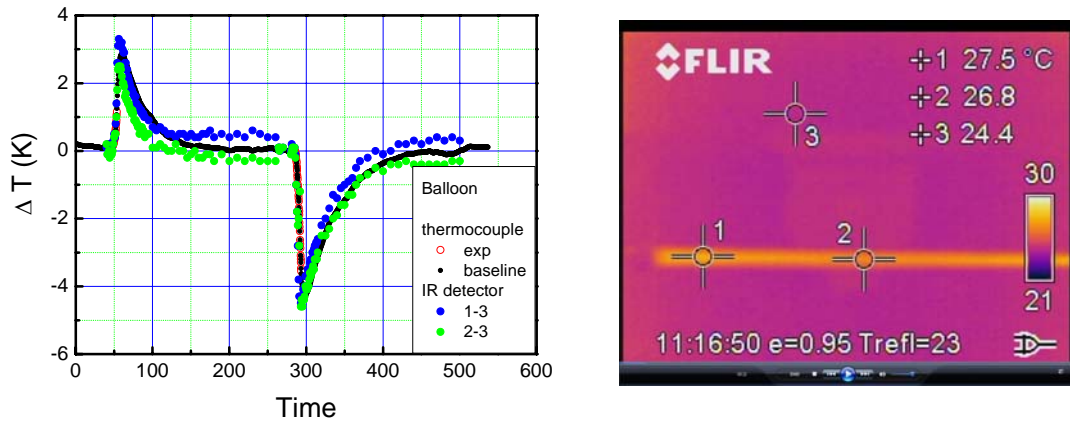 4
2
0
-2
-4
-6
Δ T (K)
0 100 200 300 400 500 600
Time
Balloon
thermocouple
exp
baseline
IR detector
1-3
2-3
FLIR
1 27.5 °C
2 26.8
3 24.4
3
1
2
30
21
11:16:50 e=0.95 Trefl=23